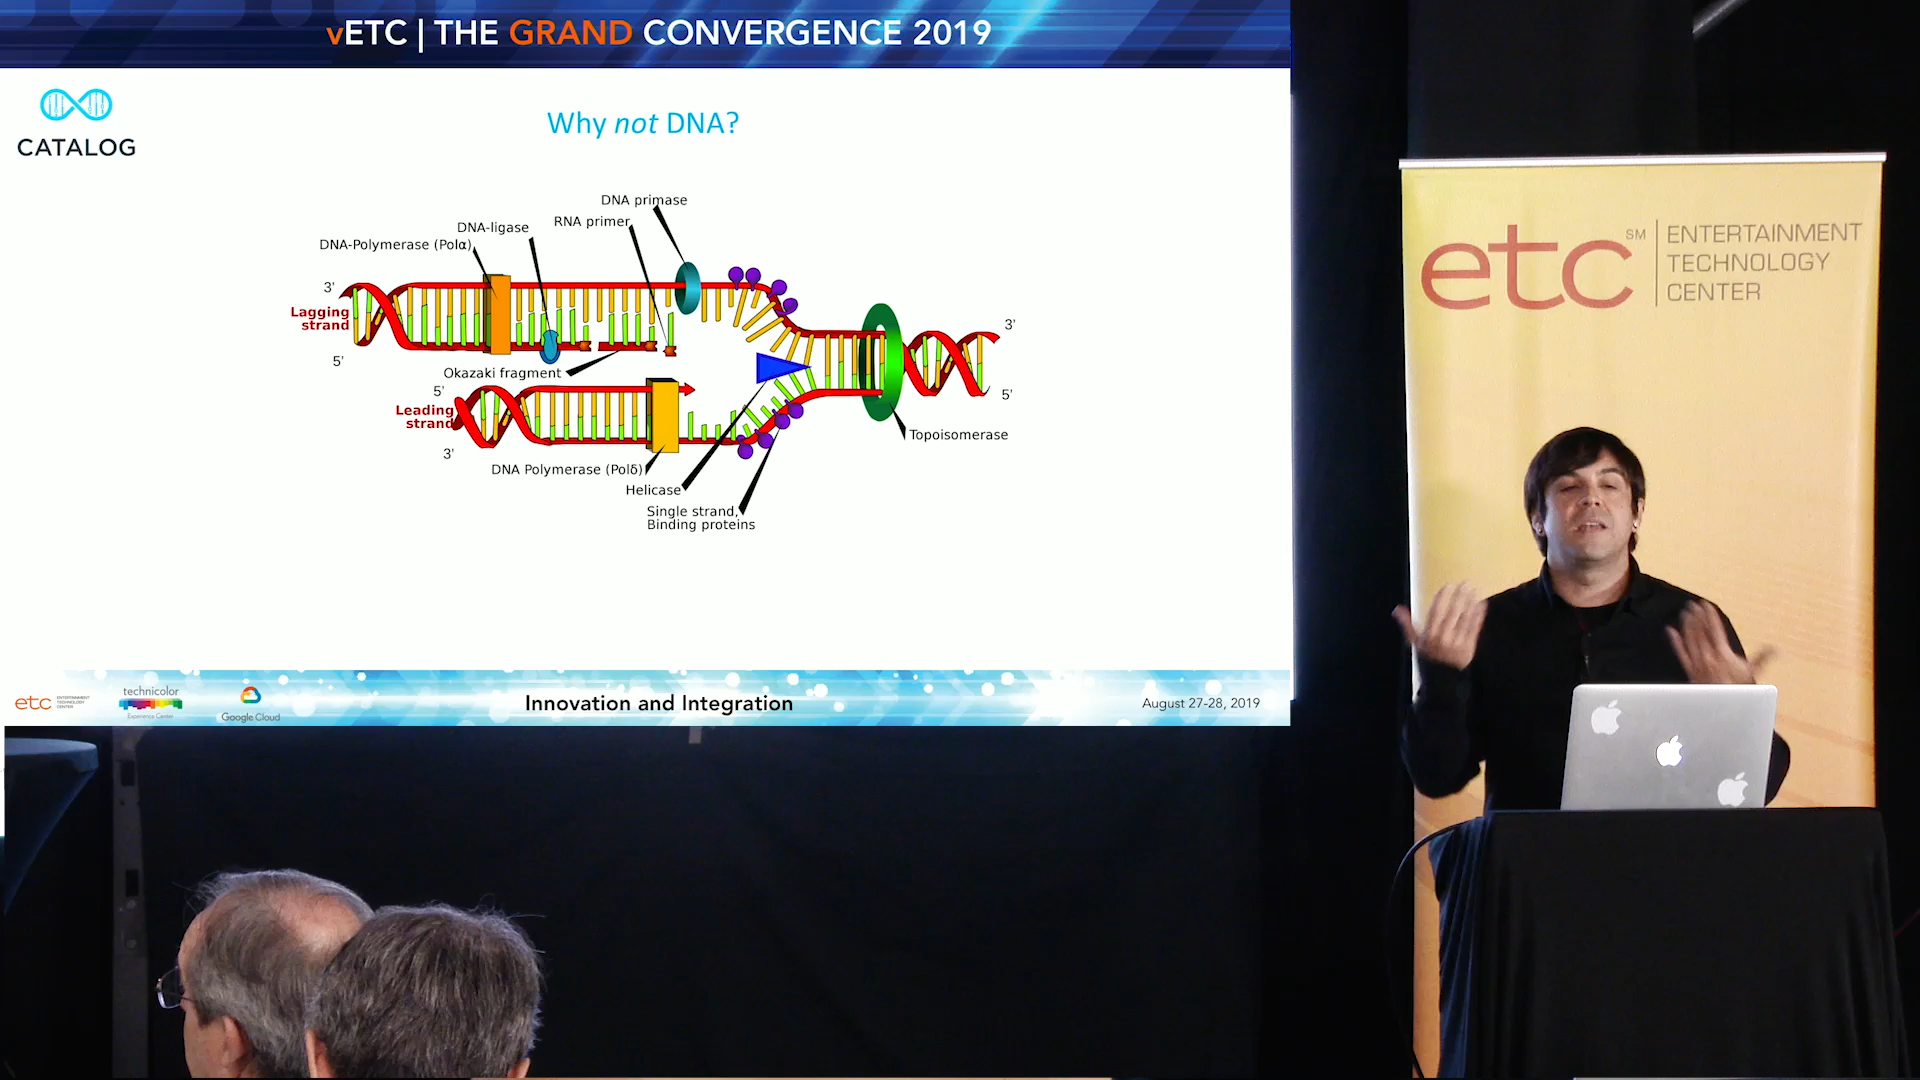 vETC | THE GRAND CONVERGENCE 2019
CATALOG
Why not DNA?
DNA primase
RNA primer
DNA-ligase
DNA-Polymerase (Polα)
3'
Lagging
strand
5'
Okazaki fragment
5'
Leading
strand
3'
3'
5'
Topoisomerase
DNA Polymerase (Polδ)
Helicase
Single strand,
Binding proteins
etc
ENTERTAINMENT
TECHNOLOGY
CENTER
technicolor
Experience Center
Google Cloud
Innovation and Integration
August 27-28, 2019
etc SM
ENTERTAINMENT
TECHNOLOGY
CENTER